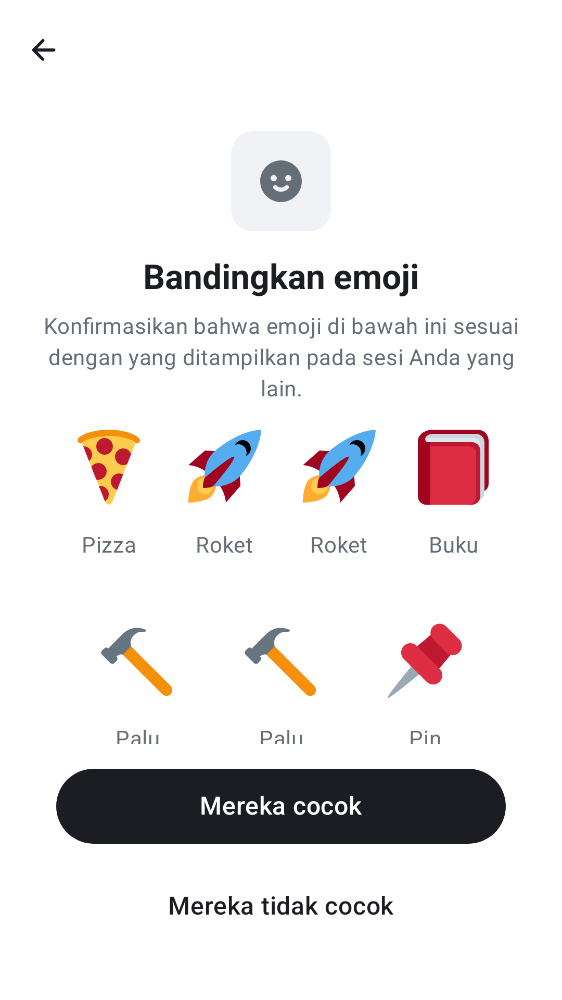 Bandingkan emoji
Konfirmasikan bahwa emoji di bawah ini sesuai
dengan yang ditampilkan pada sesi Anda yang
lain.
Pizza Roket Roket Buku
Palu Palu Pin
Mereka cocok
Mereka tidak cocok